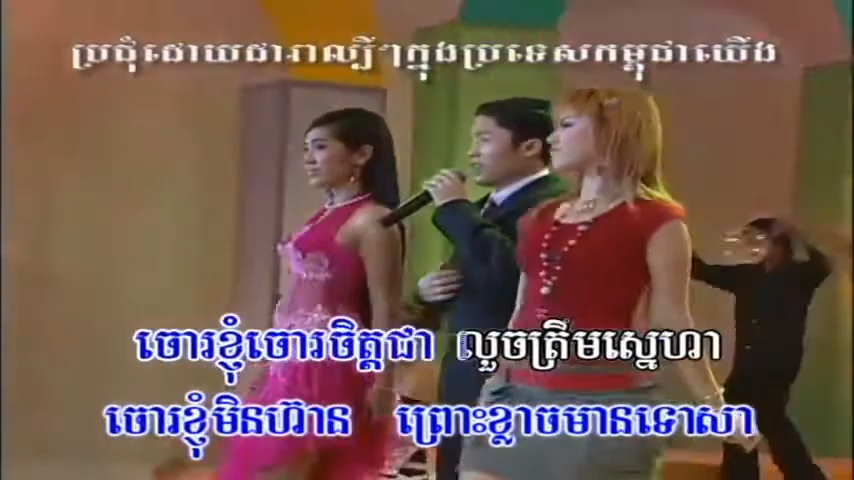 ប្រជុំដោយជារាល្បីៗក្នុងប្រទេសកម្ពុជាយើង
ចោរខ្ញុំចោរចិត្តជា លួចត្រឹមស្នេហា
ចោរខ្ញុំមិនហ៊ាន ព្រោះខ្លាចមានទោសា